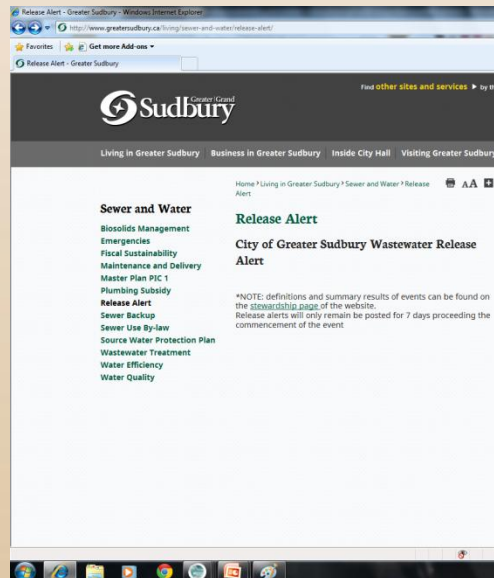 Release Alert - Greater Sudbury - Windows Internet Explorer
http://www.greatersudbury.ca/living/sewer-and-water/release-alert/
Favorites Get more Add-ons
Release Alert - Greater Sudbury
Find other sites and services by th
Greater Grand
Sudbury
Living in Greater Sudbury Business in Greater Sudbury Inside City Hall Visiting Greater Sudbury
Home Living in Greater Sudbury Sewer and Water Release
Alert
AA
Sewer and Water
Biosolids Management
Emergencies
Fiscal Sustainability
Maintenance and Delivery
Master Plan PIC 1
Plumbing Subsidy
Release Alert
Sewer Backup
Sewer Use By-law
Source Water Protection Plan
Wastewater Treatment
Water Efficiency
Water Quality
Release Alert
City of Greater Sudbury Wastewater Release
Alert
*NOTE: definitions and summary results of events can be found on
the stewardship page of the website.
Release alerts will only remain be posted for 7 days proceeding the
commencement of the event